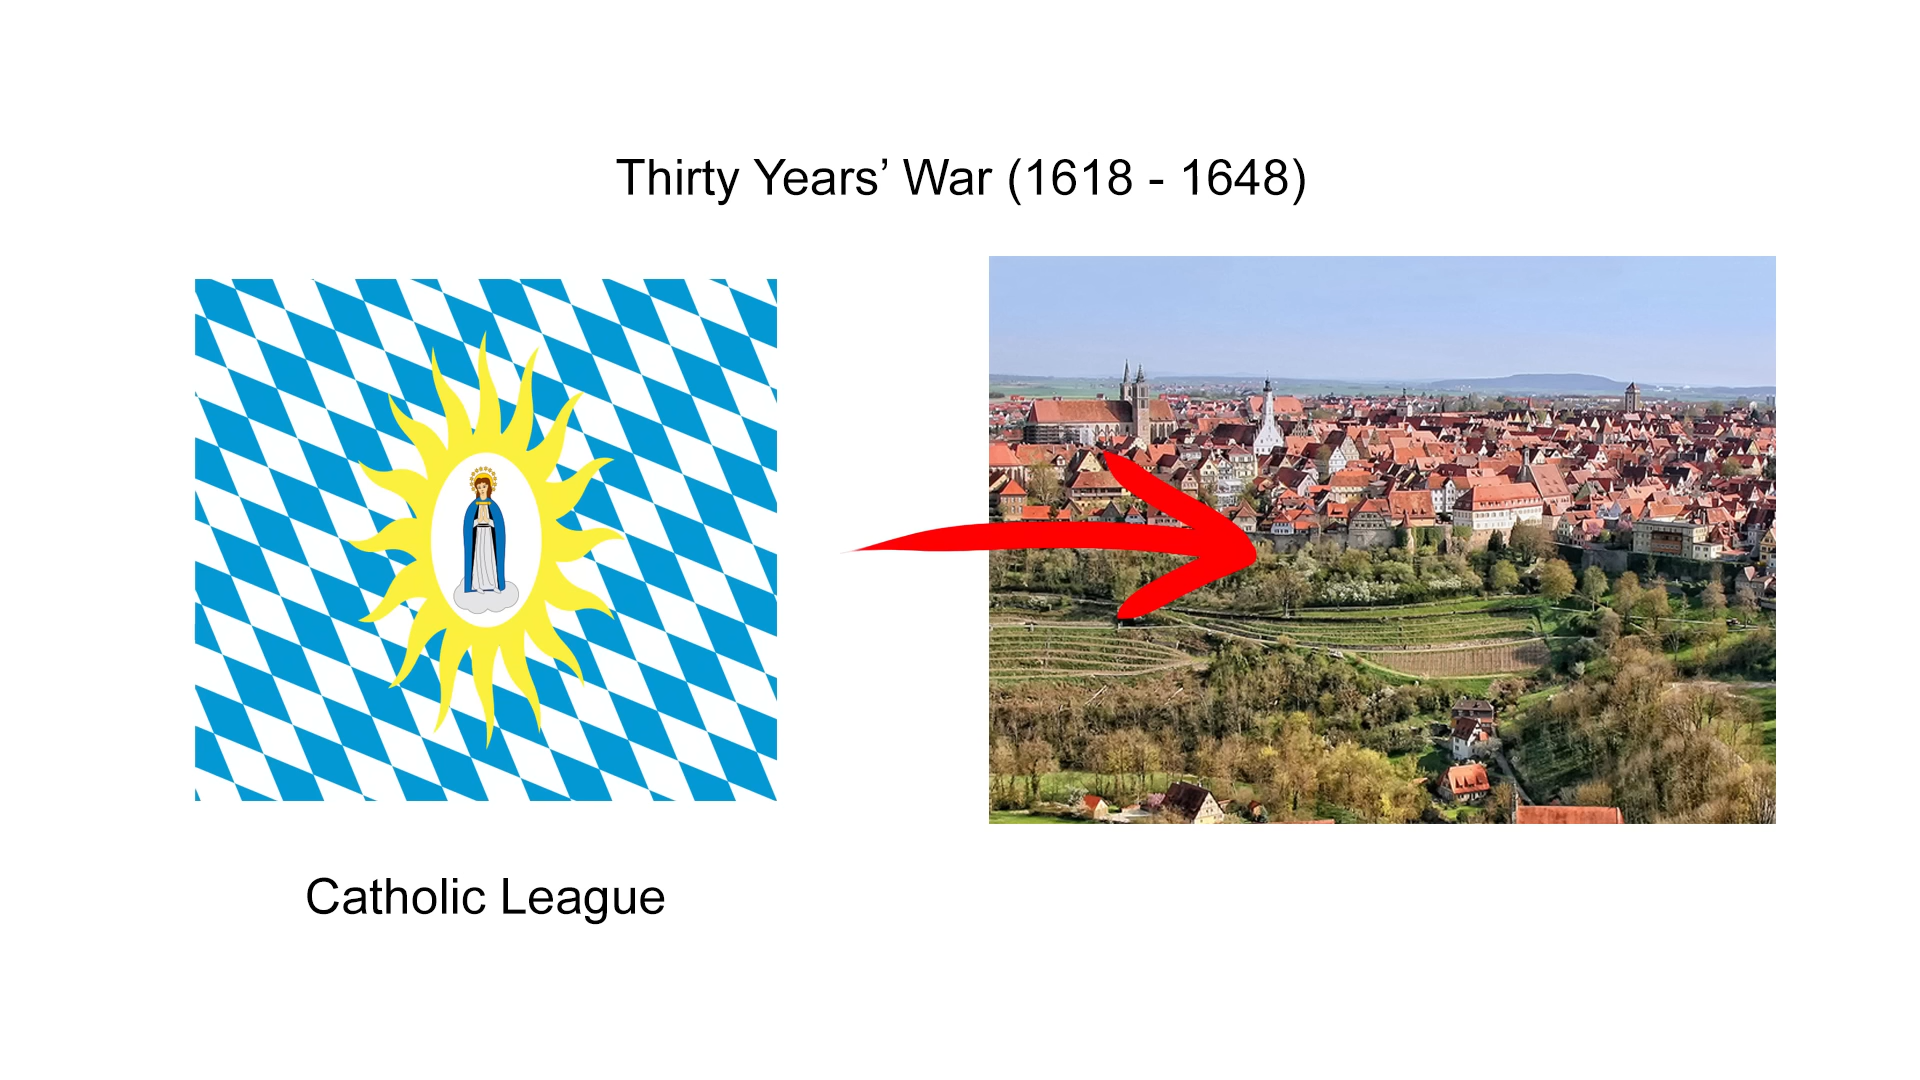 Thirty Years’ War (1618 - 1648)
Catholic League